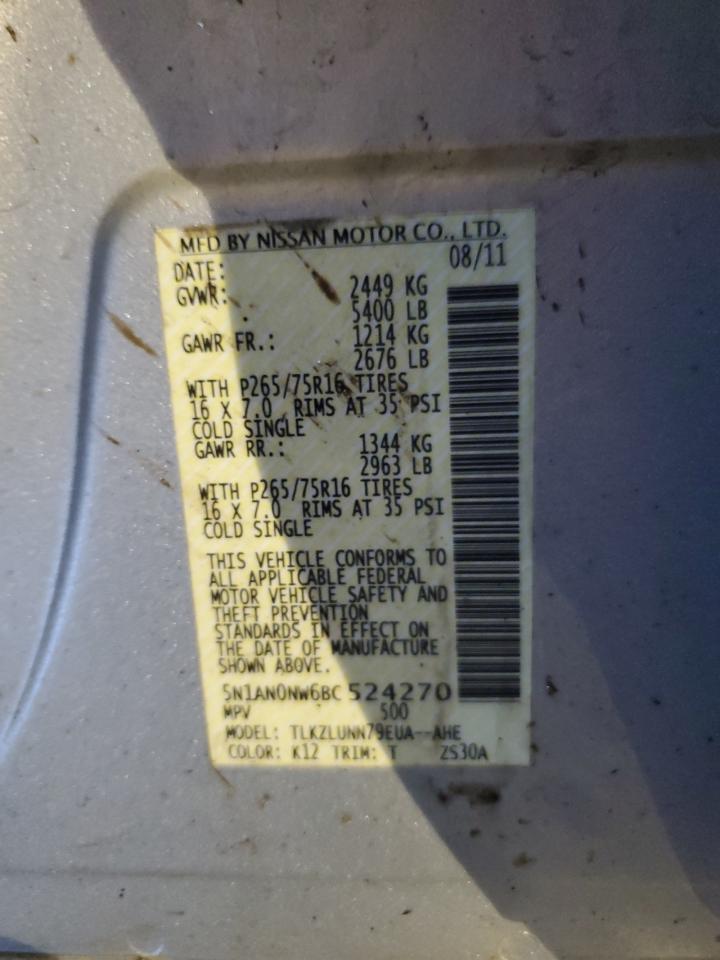 MFD BY NISSAN MOTOR CO., LTD.
DATE: 08/11
GVWR: 2449 KG
5400 LB
GAWR FR.: 1214 KG
2676 LB
WITH P265/75R16 TIRES
16 X 7.0 RIMS AT 35 PSI
COLD SINGLE
GAWR RR.: 1344 KG
2963 LB
WITH P265/75R16 TIRES
16 X 7.0 RIMS AT 35 PSI
COLD SINGLE
THIS VEHICLE CONFORMS TO
ALL APPLICABLE FEDERAL
MOTOR VEHICLE SAFETY AND
THEFT PREVENTION
STANDARDS IN EFFECT ON
THE DATE OF MANUFACTURE
SHOWN ABOVE.
5N1AN0NW6BC 524270
MPV 500
MODEL: TLKZLUNN79EUA--AHE
COLOR: K12 TRIM: T ZS30A